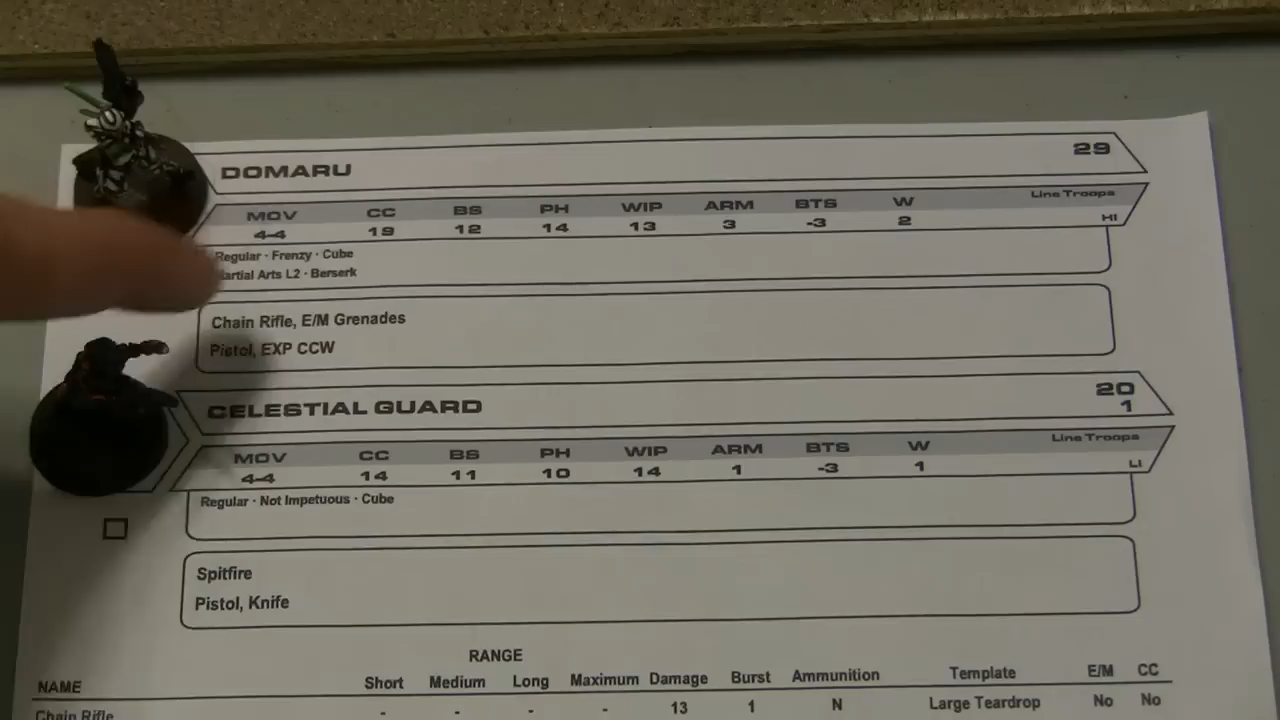 DOMARU 29
MOV CC BS PH WIP ARM BTS W Line Troops
4-4 19 12 14 13 3 -3 2 HI
Regular · Frenzy · Cube
Arts L2 · Berserk
Chain Rifle, E/M Grenades
Pistol, EXP CCW
CELESTIAL GUARD 20
1
MOV CC BS PH WIP ARM BTS W Line Troops
4-4 14 11 10 14 1 -3 1 LI
Regular · Not Impetuous · Cube
Spitfire
Pistol, Knife
RANGE
NAME Short Medium Long Maximum Damage Burst Ammunition Template E/M CC
Chain Rifle - - - - 13 1 N Large Teardrop No No